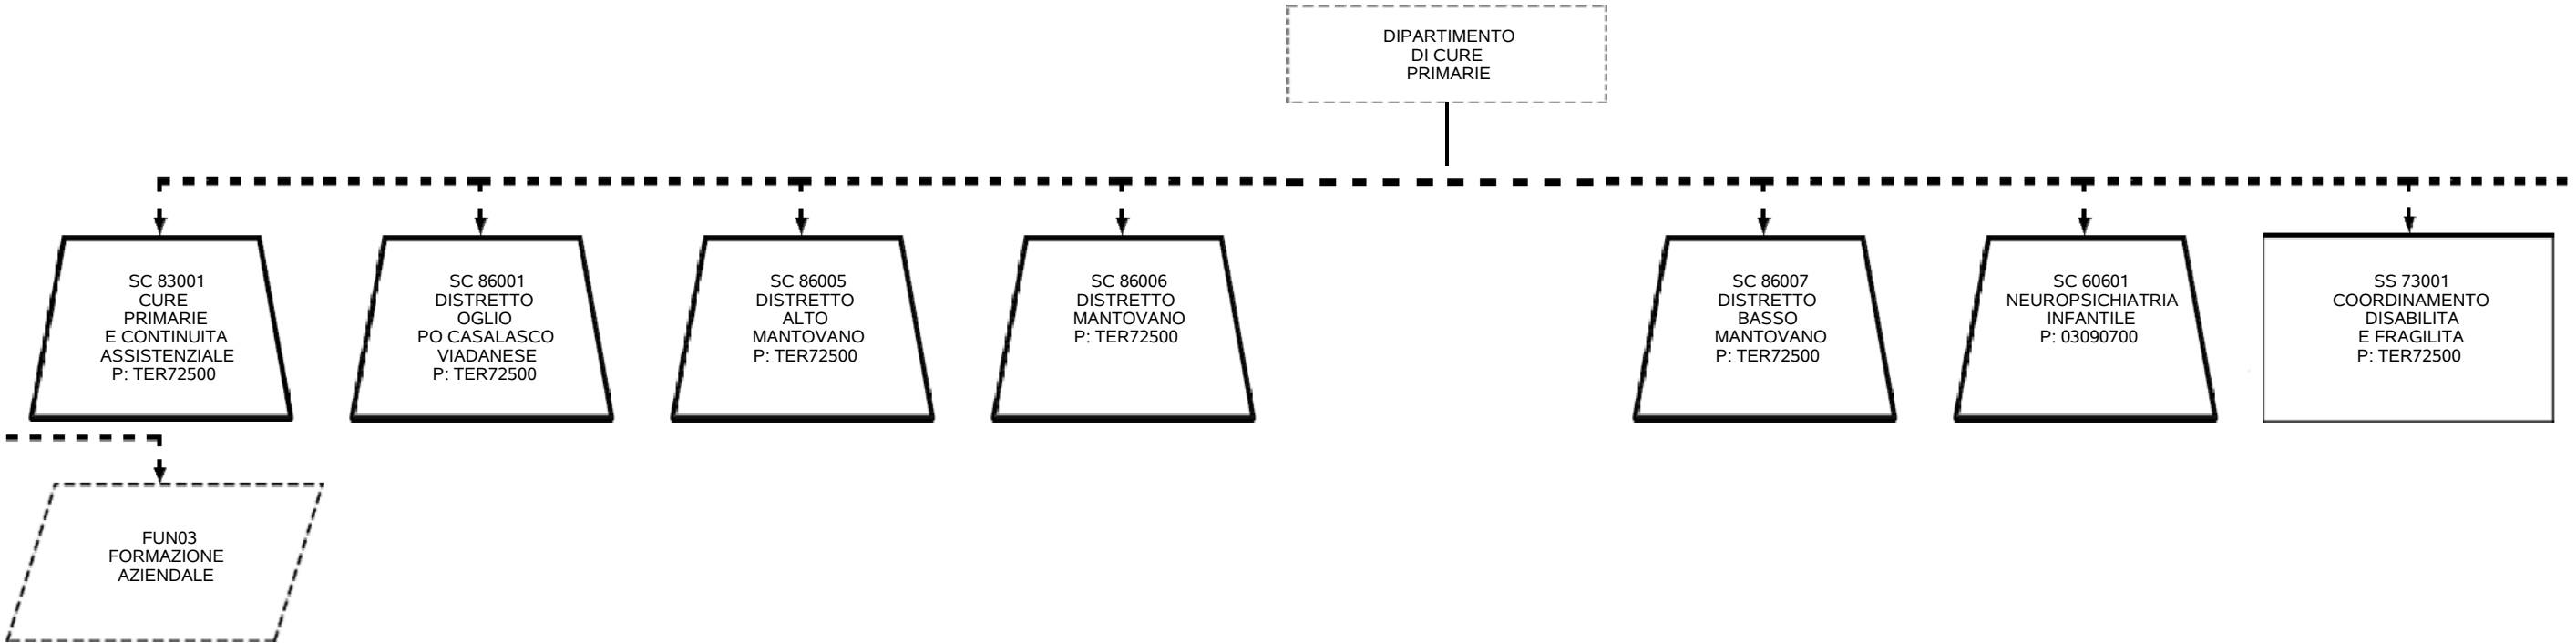 DIPARTIMENTO
DI CURE
PRIMARIE
SC 83001
CURE
PRIMARIE
E CONTINUITA
ASSISTENZIALE
P: TER72500
SC 86001
DISTRETTO
OGLIO
PO CASALASCO
VIADANESE
P: TER72500
SC 86005
DISTRETTO
ALTO
MANTOVANO
P: TER72500
SC 86006
DISTRETTO
MANTOVANO
P: TER72500
SC 86007
DISTRETTO
BASSO
MANTOVANO
P: TER72500
SC 60601
NEUROPSICHIATRIA
INFANTILE
P: 03090700
SS 73001
COORDINAMENTO
DISABILITA
E FRAGILITA
P: TER72500
FUN03
FORMAZIONE
AZIENDALE